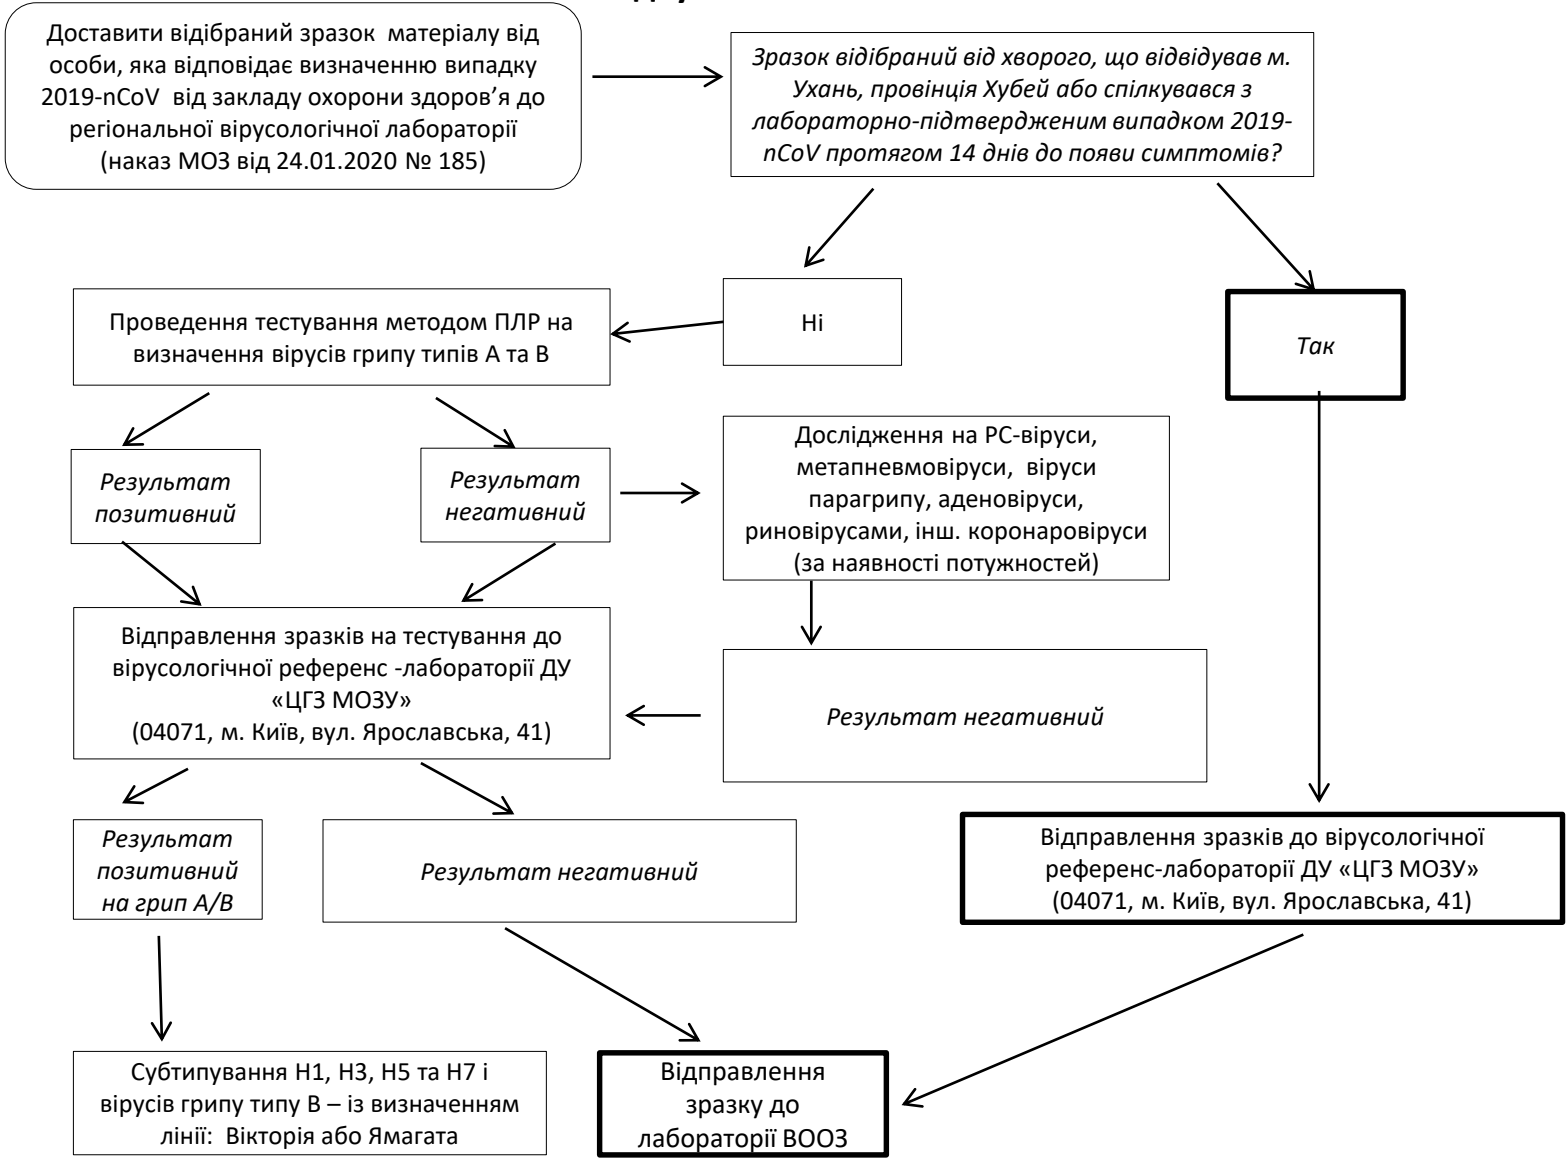 Доставити відібраний зразок матеріалу від
особи, яка відповідає визначенню випадку
2019-nCoV від закладу охорони здоров’я до
регіональної вірусологічної лабораторії
(наказ МОЗ від 24.01.2020 № 185)
Зразок відібраний від хворого, що відвідував м.
Ухань, провінція Хубей або спілкувався з
лабораторно-підтвердженим випадком 2019-
nCoV протягом 14 днів до появи симптомів?
Ні
Так
Проведення тестування методом ПЛР на
визначення вірусів грипу типів А та В
Результат
позитивний
Результат
негативний
Дослідження на РС-віруси,
метапневмовіруси, віруси
парагрипу, аденовіруси,
риновірусами, інш. коронаровіруси
(за наявності потужностей)
Відправлення зразків на тестування до
вірусологічної референс -лабораторії ДУ
«ЦГЗ МОЗУ»
(04071, м. Київ, вул. Ярославська, 41)
Результат негативний
Результат
позитивний
на грип А/В
Результат негативний
Відправлення зразків до вірусологічної
референс-лабораторії ДУ «ЦГЗ МОЗУ»
(04071, м. Київ, вул. Ярославська, 41)
Субтипування Н1, Н3, Н5 та Н7 і
вірусів грипу типу В – із визначенням
лінії: Вікторія або Ямагата
Відправлення
зразку до
лабораторії ВООЗ